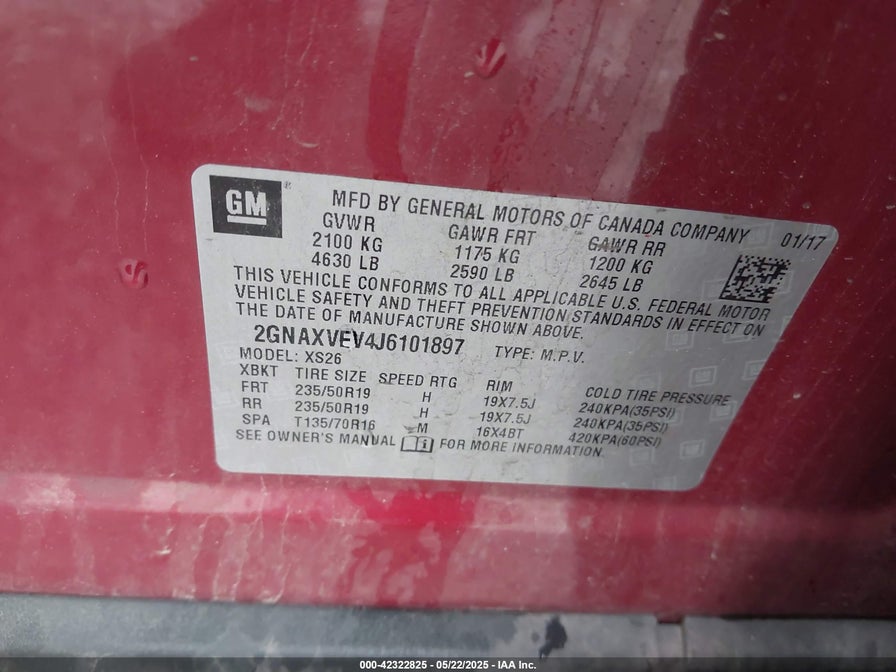 GM ® MFD BY GENERAL MOTORS OF CANADA COMPANY 01/17
GVWR GAWR FRT GAWR RR
2100 KG 1175 KG 1200 KG
4630 LB 2590 LB 2645 LB
THIS VEHICLE CONFORMS TO ALL APPLICABLE U.S. FEDERAL MOTOR
VEHICLE SAFETY AND THEFT PREVENTION STANDARDS IN EFFECT ON
THE DATE OF MANUFACTURE SHOWN ABOVE.
2GNAXVEV4J6101897 TYPE: M.P.V.
MODEL: XS26
XBKT TIRE SIZE SPEED RTG RIM COLD TIRE PRESSURE
FRT 235/50R19 H 19X7.5J 240KPA(35PSI)
RR 235/50R19 H 19X7.5J 240KPA(35PSI)
SPA T135/70R16 M 16X4BT 420KPA(60PSI)
SEE OWNER'S MANUAL i FOR MORE INFORMATION.
000-42322825 - 05/22/2025 - IAA Inc.